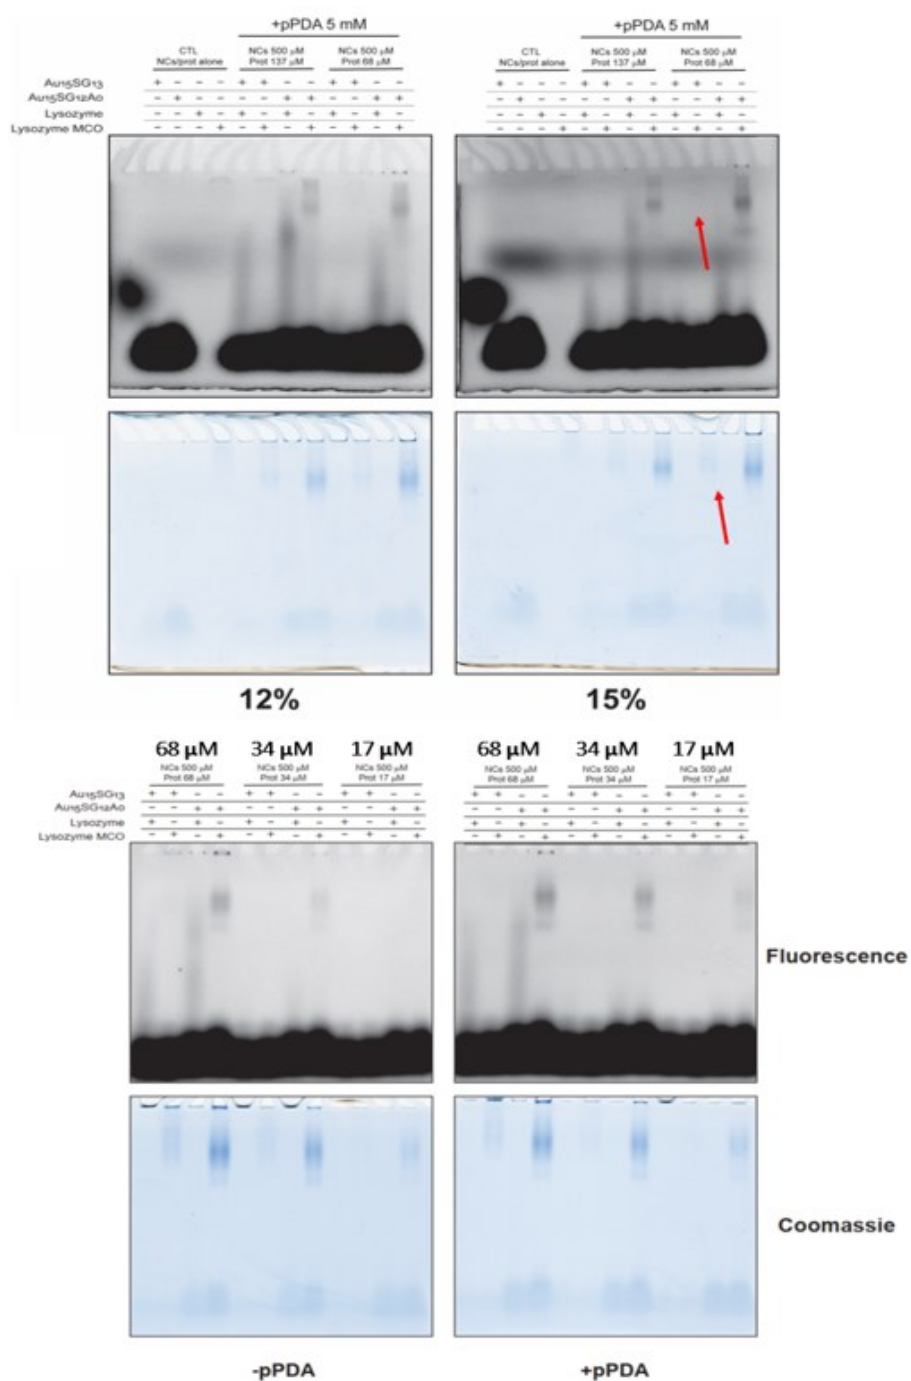 +pPDA 5 mM +pPDA 5 mM
CTL NCs 500 µM NCs 500 µM CTL NCs 500 µM NCs 500 µM
NCs/prot alone Prot 137 µM Prot 68 µM NCs/prot alone Prot 137 µM Prot 68 µM
Au15SG13 + − − − + + − − + + − − + − − − + + − − + + − −
Au15SG12A0 − + − − − − + + − − + + − + − − − − + + − − + +
Lysozyme − − + − + − + − + − + − − − + − + − + − + − + −
Lysozyme MCO − − − + − + − + − + − + − − − + − + − + − + − +
12% 15%
68 µM 34 µM 17 µM 68 µM 34 µM 17 µM
NCs 500 µM NCs 500 µM NCs 500 µM NCs 500 µM NCs 500 µM NCs 500 µM
Prot 68 µM Prot 34 µM Prot 17 µM Prot 68 µM Prot 34 µM Prot 17 µM
Au15SG13 + + − − + + − − + + − − + + − − + + − − + + − −
Au15SG12A0 − − + + − − + + − − + + − − + + − − + + − − + +
Lysozyme + − + − + − + − + − + − + − + − + − + − + − + −
Lysozyme MCO − + − + − + − + − + − + − + − + − + − + − + − +
Fluorescence
Coomassie
-pPDA +pPDA